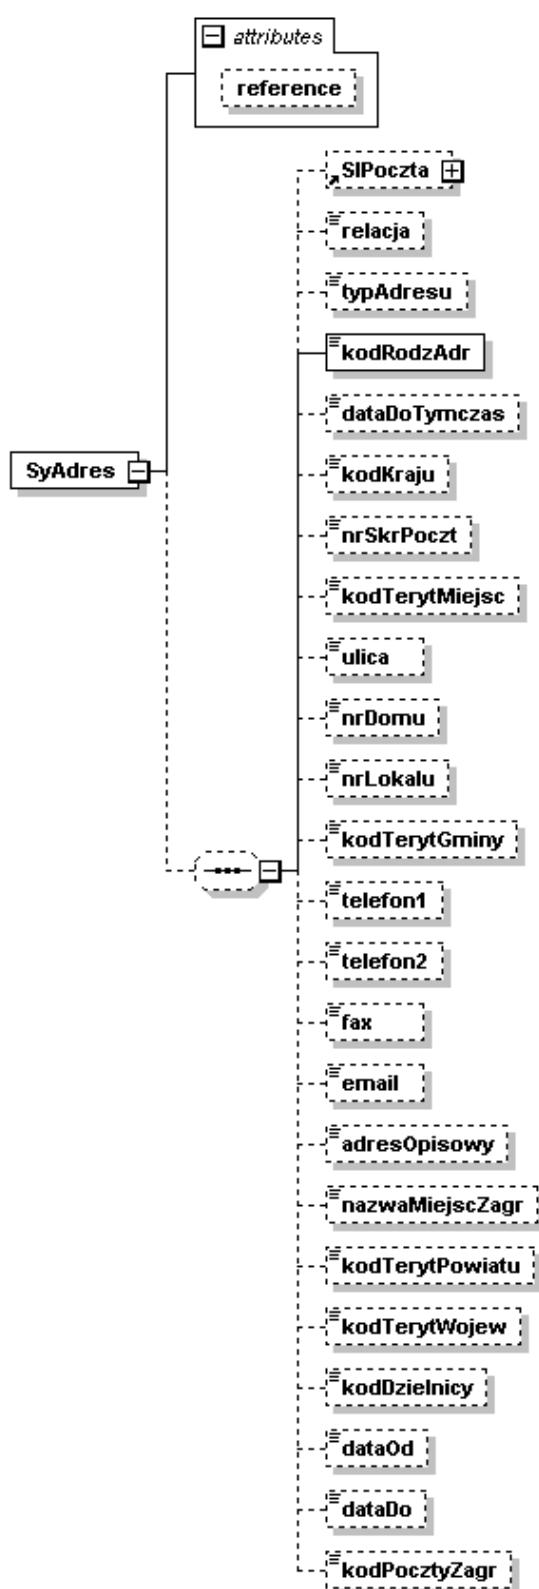 attributes
reference
SlPoczta
relacja
typAdresu
kodRodzAdr
dataDoTymczas
SyAdres
kodKraju
nrSkrPoczt
kodTerytMiejsc
ulica
nrDomu
nrLokalu
kodTerytGminy
telefon1
telefon2
fax
email
adresOpisowy
nazwaMiejscZagr
kodTerytPowiatu
kodTerytWojew
kodDzielnicy
dataOd
dataDo
kodPocztyZagr